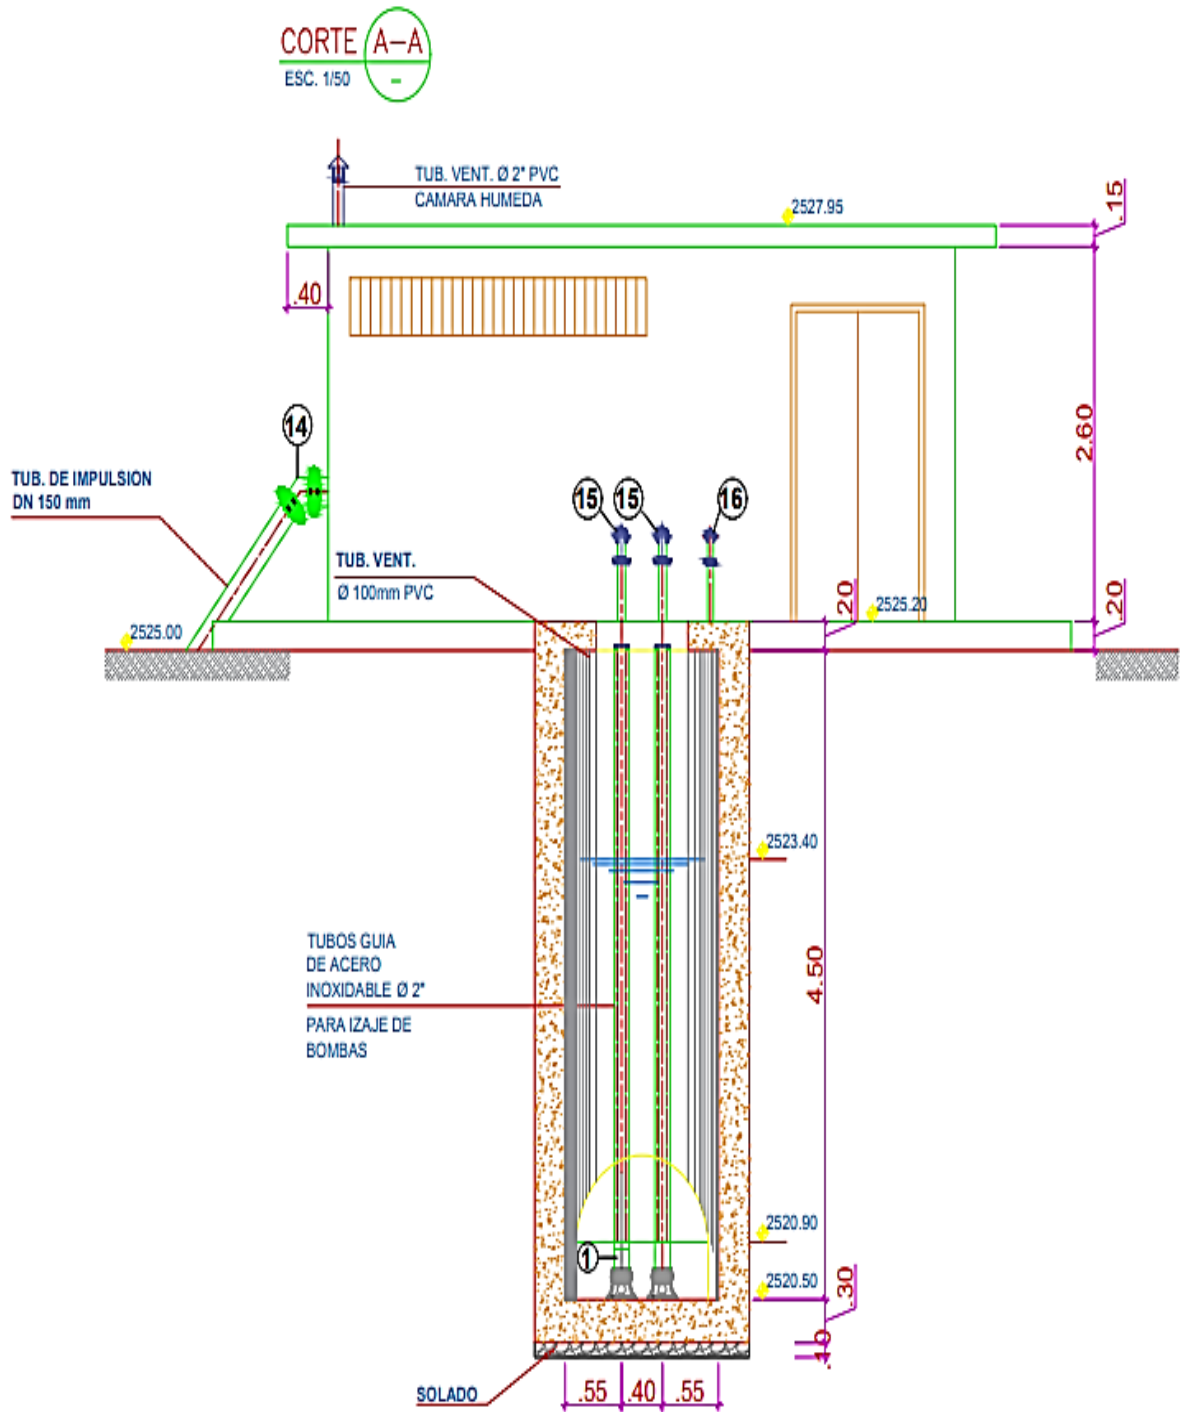 CORTE A-A
ESC. 1/50 -
TUB. VENT. Ø 2" PVC
CAMARA HUMEDA
2527.95
.15
.40
2.60
14
TUB. DE IMPULSION
DN 150 mm
15 15 16
TUB. VENT.
Ø 100mm PVC
.20
2525.20
.20
2525.00
2523.40
TUBOS GUIA
DE ACERO
INOXIDABLE Ø 2"
PARA IZAJE DE
BOMBAS
4.50
2520.90
1
2520.50
.30
.10
SOLADO
.55 .40 .55